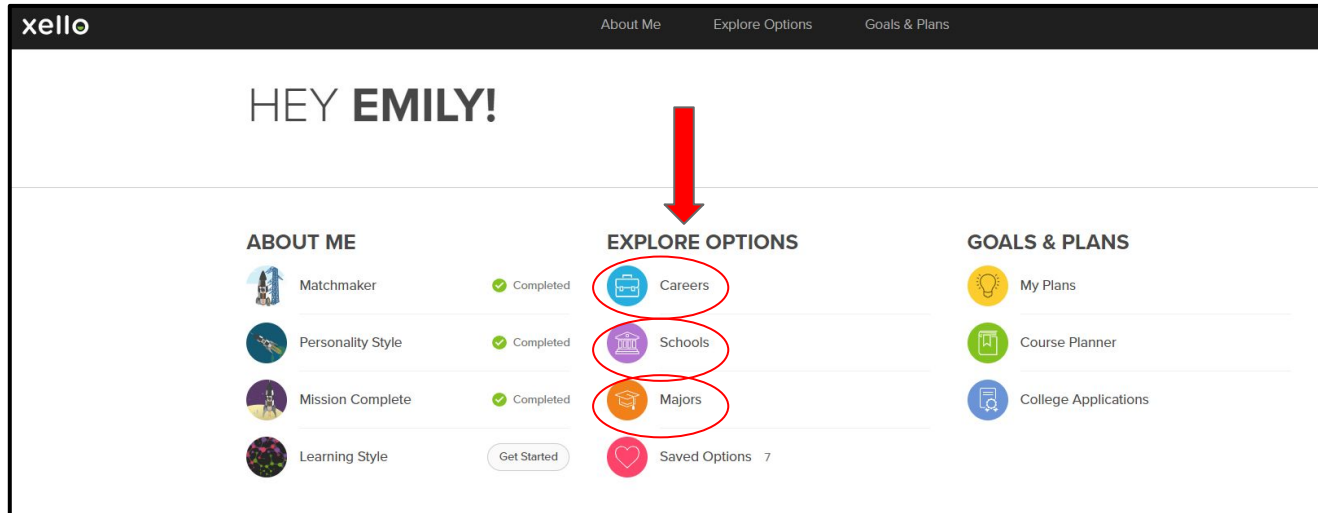 xello
About Me Explore Options Goals & Plans
HEY EMILY!
ABOUT ME
Matchmaker Completed
Personality Style Completed
Mission Complete Completed
Learning Style Get Started
EXPLORE OPTIONS
Careers
Schools
Majors
Saved Options 7
GOALS & PLANS
My Plans
Course Planner
College Applications